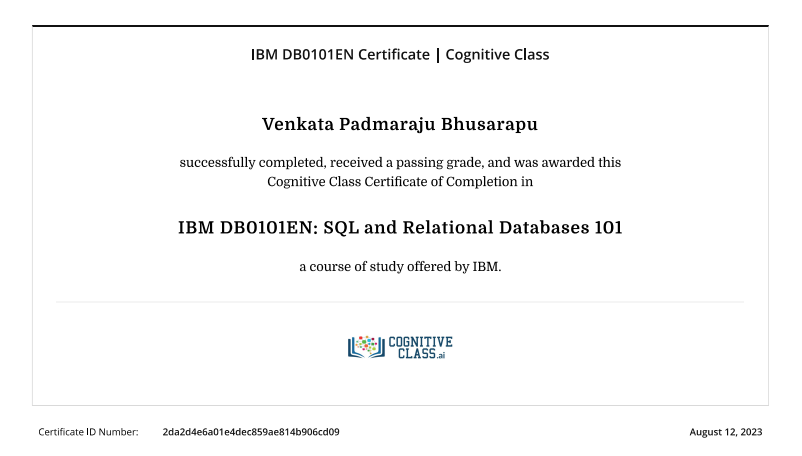 IBM DB0101EN Certificate | Cognitive Class
Venkata Padmaraju Bhusarapu
successfully completed, received a passing grade, and was awarded this
Cognitive Class Certificate of Completion in
IBM DB0101EN: SQL and Relational Databases 101
a course of study offered by IBM.
COGNITIVE
CLASS.ai
Certificate ID Number: 2da2d4e6a01e4dec859ae814b906cd09 August 12, 2023